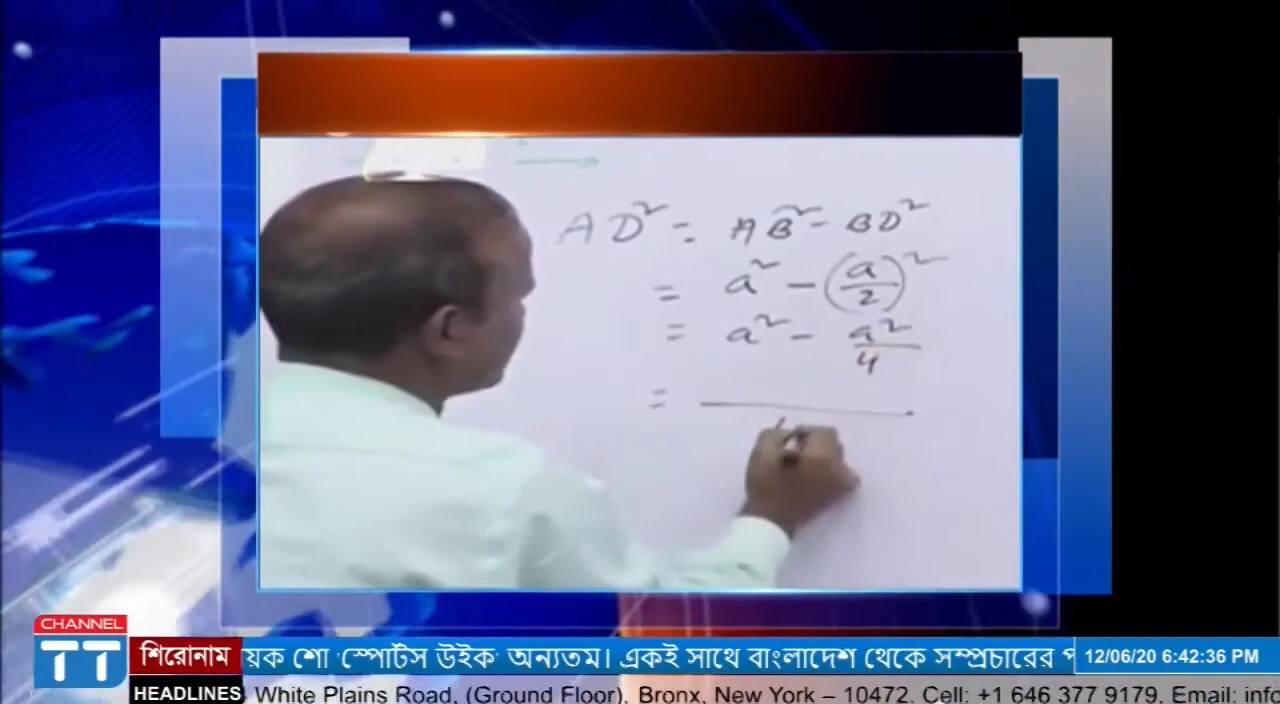 AD² = AB² - BD²
= a² - (a/2)²
= a² - a²/4
=
CHANNEL
TT
শিরোনাম
য়ক শো 'স্পোর্টস উইক' অন্যতম। একই সাথে বাংলাদেশ থেকে সম্প্রচারের প
12/06/20 6:42:36 PM
HEADLINES
White Plains Road, (Ground Floor), Bronx, New York – 10472. Cell: +1 646 377 9179, Email: info